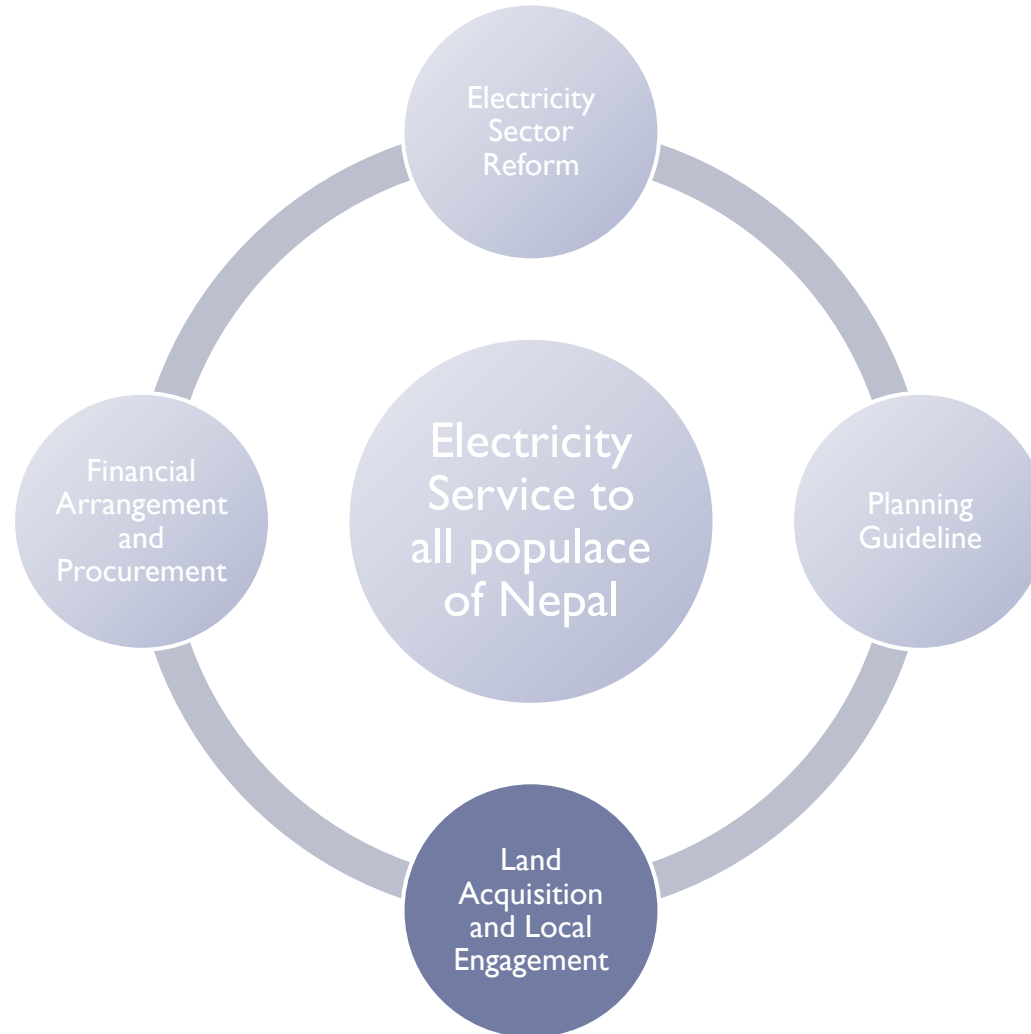 Electricity
Sector
Reform
Financial
Arrangement
and
Procurement
Electricity
Service to
all populace
of Nepal
Planning
Guideline
Land
Acquisition
and Local
Engagement